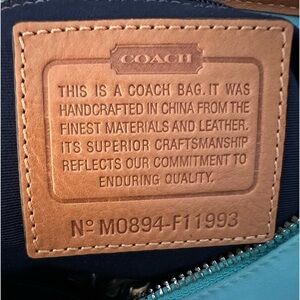 COACH
THIS IS A COACH BAG. IT WAS
HANDCRAFTED IN CHINA FROM THE
FINEST MATERIALS AND LEATHER.
ITS SUPERIOR CRAFTSMANSHIP
REFLECTS OUR COMMITMENT TO
ENDURING QUALITY.
Nº M0894-F11993